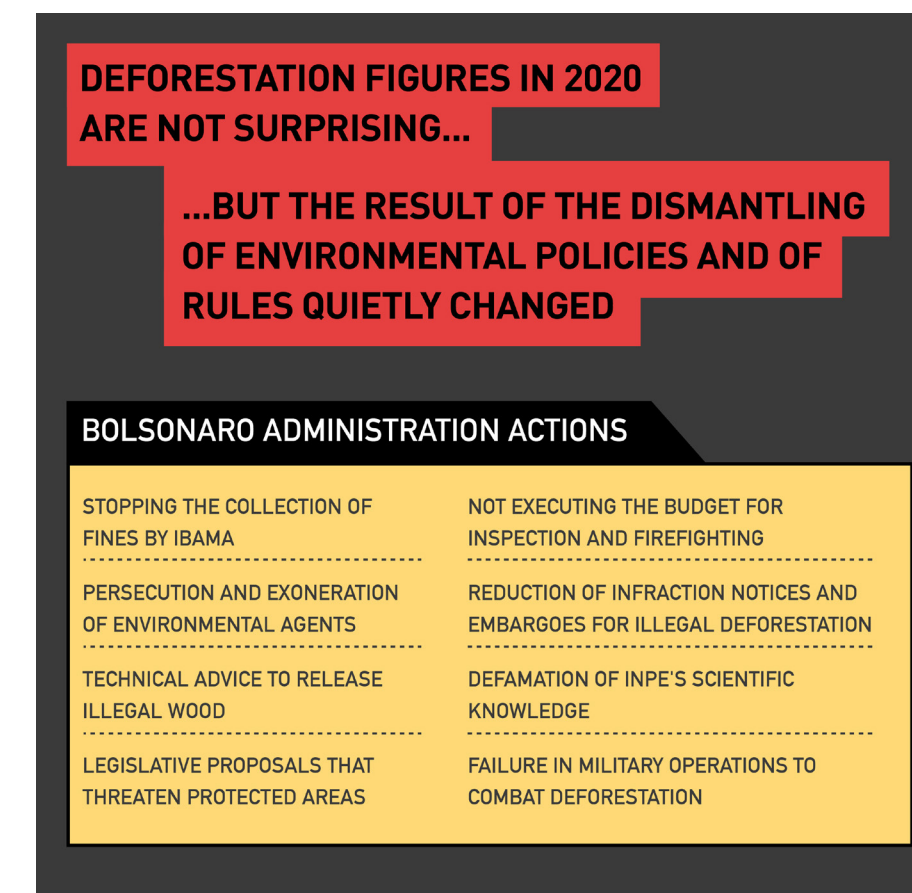 DEFORESTATION FIGURES IN 2020
ARE NOT SURPRISING...
...BUT THE RESULT OF THE DISMANTLING
OF ENVIRONMENTAL POLICIES AND OF
RULES QUIETLY CHANGED
BOLSONARO ADMINISTRATION ACTIONS
STOPPING THE COLLECTION OF
FINES BY IBAMA
PERSECUTION AND EXONERATION
OF ENVIRONMENTAL AGENTS
TECHNICAL ADVICE TO RELEASE
ILLEGAL WOOD
LEGISLATIVE PROPOSALS THAT
THREATEN PROTECTED AREAS
NOT EXECUTING THE BUDGET FOR
INSPECTION AND FIREFIGHTING
REDUCTION OF INFRACTION NOTICES AND
EMBARGOES FOR ILLEGAL DEFORESTATION
DEFAMATION OF INPE'S SCIENTIFIC
KNOWLEDGE
FAILURE IN MILITARY OPERATIONS TO
COMBAT DEFORESTATION